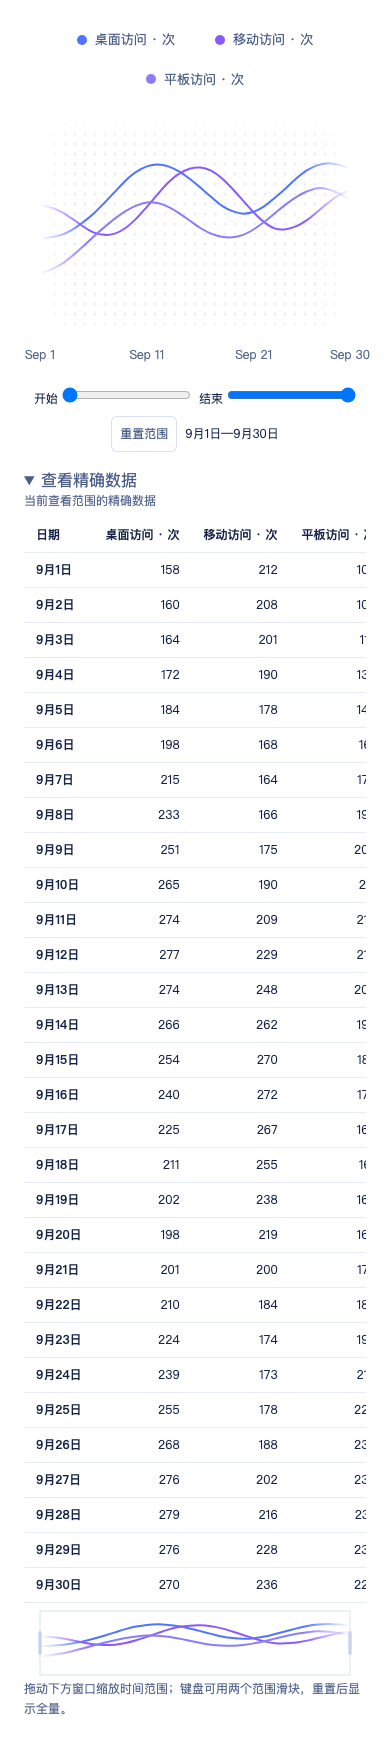 桌面访问 · 次 移动访问 · 次
平板访问 · 次
Sep 1 Sep 11 Sep 21 Sep 30
开始 结束
重置范围 9月1日—9月30日
▼ 查看精确数据
当前查看范围的精确数据
日期 桌面访问 · 次 移动访问 · 次 平板访问 ·
9月1日 158 212
9月2日 160 208
9月3日 164 201
9月4日 172 190
9月5日 184 178
9月6日 198 168
9月7日 215 164
9月8日 233 166
9月9日 251 175
9月10日 265 190
9月11日 274 209
9月12日 277 229
9月13日 274 248
9月14日 266 262
9月15日 254 270
9月16日 240 272
9月17日 225 267
9月18日 211 255
9月19日 202 238
9月20日 198 219
9月21日 201 200
9月22日 210 184
9月23日 224 174
9月24日 239 173
9月25日 255 178
9月26日 268 188
9月27日 276 202
9月28日 279 216
9月29日 276 228
9月30日 270 236
拖动下方窗口缩放时间范围；键盘可用两个范围滑块，重置后显
示全量。